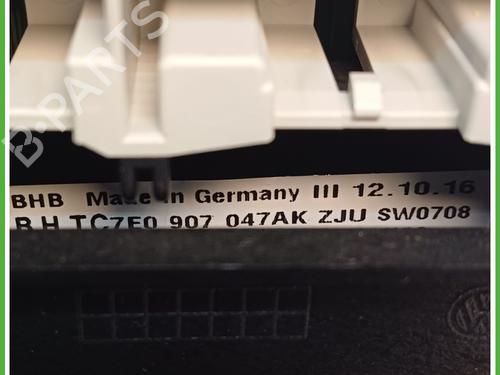 B-PARTS
BHB Made in Germany III 12.10.16
B H TC7E0 907 047AK ZJU SW0708